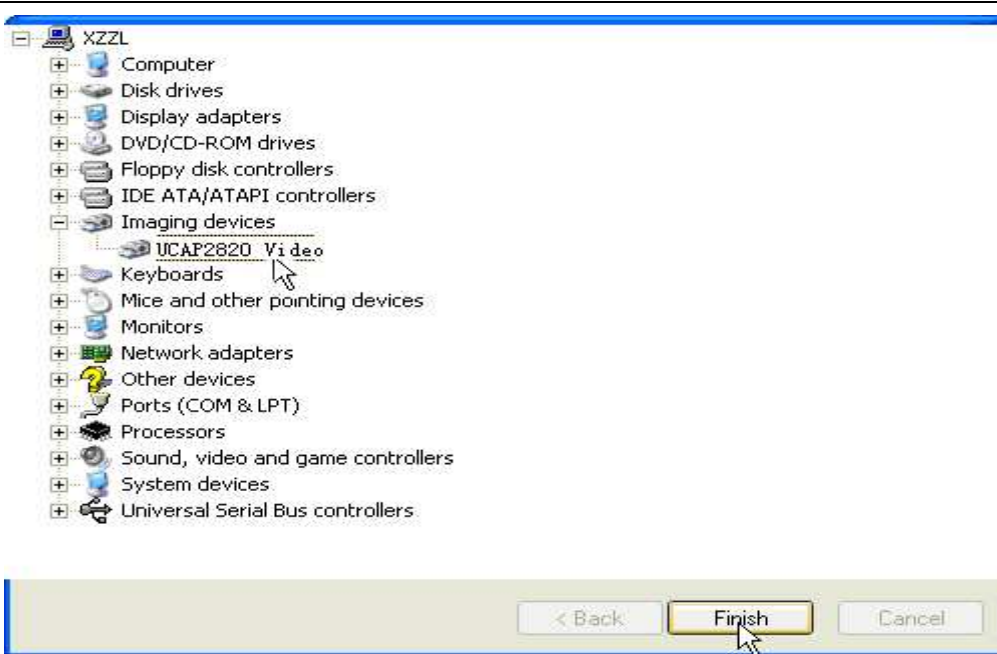 XZZL
Computer
Disk drives
Display adapters
DVD/CD-ROM drives
Floppy disk controllers
IDE ATA/ATAPI controllers
Imaging devices
UCAP2820 Video
Keyboards
Mice and other pointing devices
Monitors
Network adapters
Other devices
Ports (COM & LPT)
Processors
Sound, video and game controllers
System devices
Universal Serial Bus controllers
< Back Finish Cancel